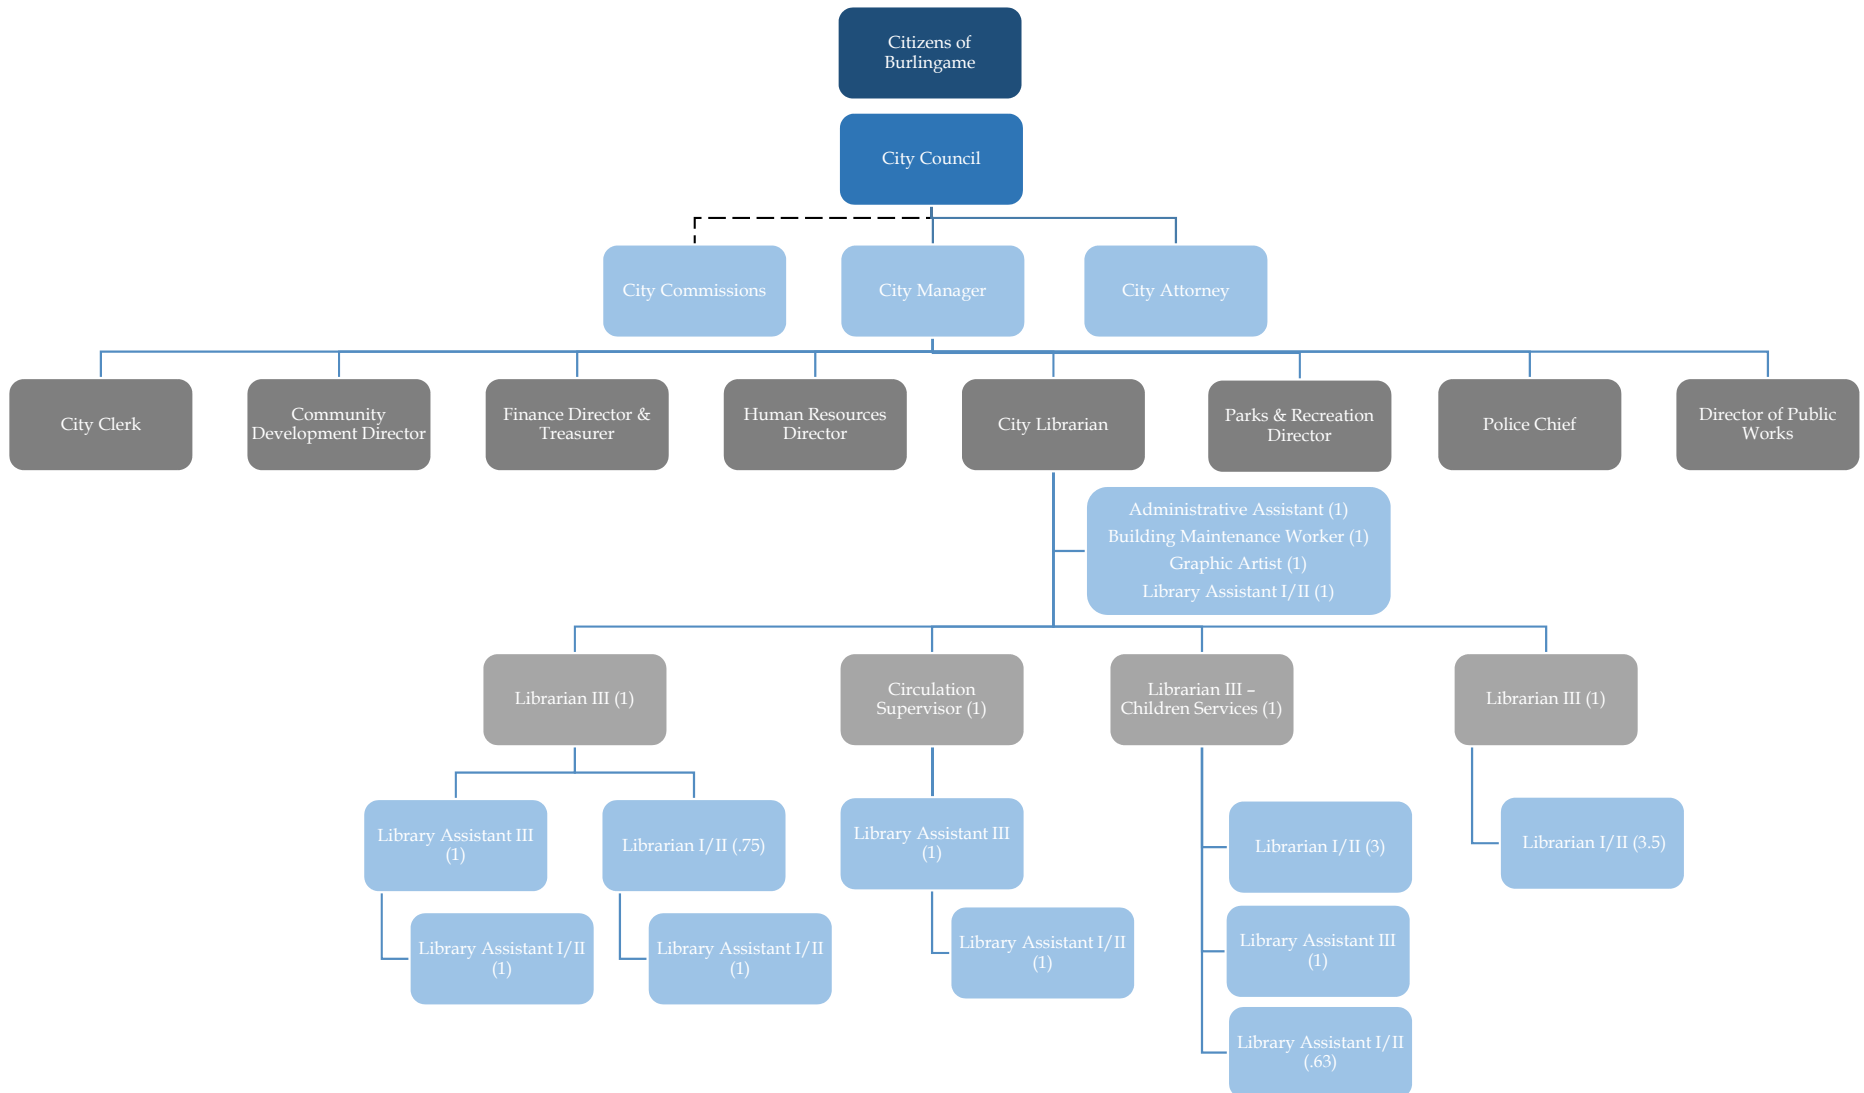 Citizens of
Burlingame
City Council
City Commissions
City Manager
City Attorney
City Clerk
Community
Development Director
Finance Director &
Treasurer
Human Resources
Director
City Librarian
Parks & Recreation
Director
Police Chief
Director of Public
Works
Administrative Assistant (1)
Building Maintenance Worker (1)
Graphic Artist (1)
Library Assistant I/II (1)
Librarian III (1)
Circulation
Supervisor (1)
Librarian III –
Children Services (1)
Librarian III (1)
Library Assistant III
(1)
Librarian I/II (.75)
Library Assistant III
(1)
Librarian I/II (3)
Librarian I/II (3.5)
Library Assistant I/II
(1)
Library Assistant I/II
(1)
Library Assistant I/II
(1)
Library Assistant III
(1)
Library Assistant I/II
(.63)